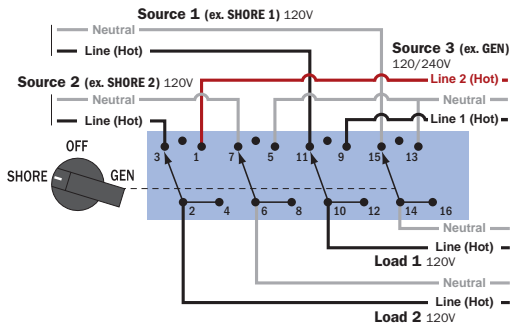 Source 1 (ex. SHORE 1) 120V
Neutral
Line (Hot)
Source 3 (ex. GEN)
120/240V
Source 2 (ex. SHORE 2) 120V
Line 2 (Hot)
Neutral
Neutral
Line (Hot)
Line 1 (Hot)
OFF
SHORE
GEN
3 1 7 5 11 9 15 13
2 4 6 8 10 12 14 16
Neutral
Line (Hot)
Load 1 120V
Neutral
Line (Hot)
Load 2 120V